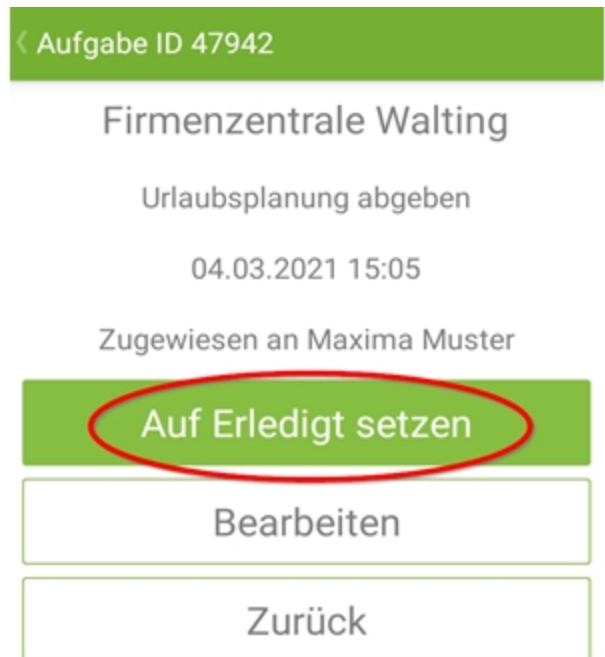 Aufgabe ID 47942
Firmenzentrale Walting
Urlaubsplanung abgeben
04.03.2021 15:05
Zugewiesen an Maxima Muster
Auf Erledigt setzen
Bearbeiten
Zurück